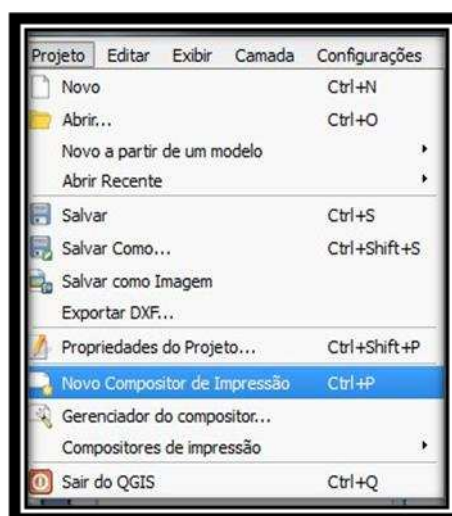 Projeto Editar Exibir Camada Configurações
Novo Ctrl+N
Abrir... Ctrl+O
Novo a partir de um modelo
Abrir Recente
Salvar Ctrl+S
Salvar Como... Ctrl+Shift+S
Salvar como Imagem
Exportar DXF...
Propriedades do Projeto... Ctrl+Shift+P
Novo Compositor de Impressão Ctrl+P
Gerenciador do compositor...
Compositores de impressão
Sair do QGIS Ctrl+Q